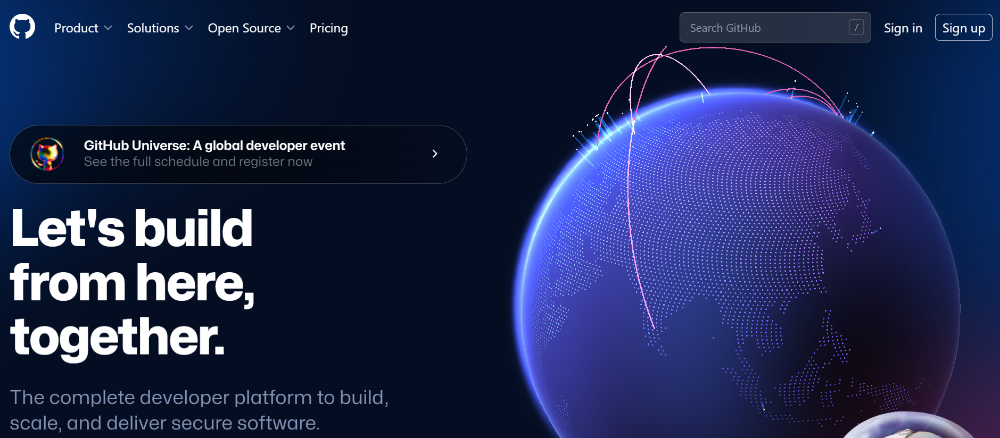 Product Solutions Open Source Pricing Search GitHub / Sign in Sign up
GitHub Universe: A global developer event
See the full schedule and register now
Let's build
from here,
together.
The complete developer platform to build,
scale, and deliver secure software.